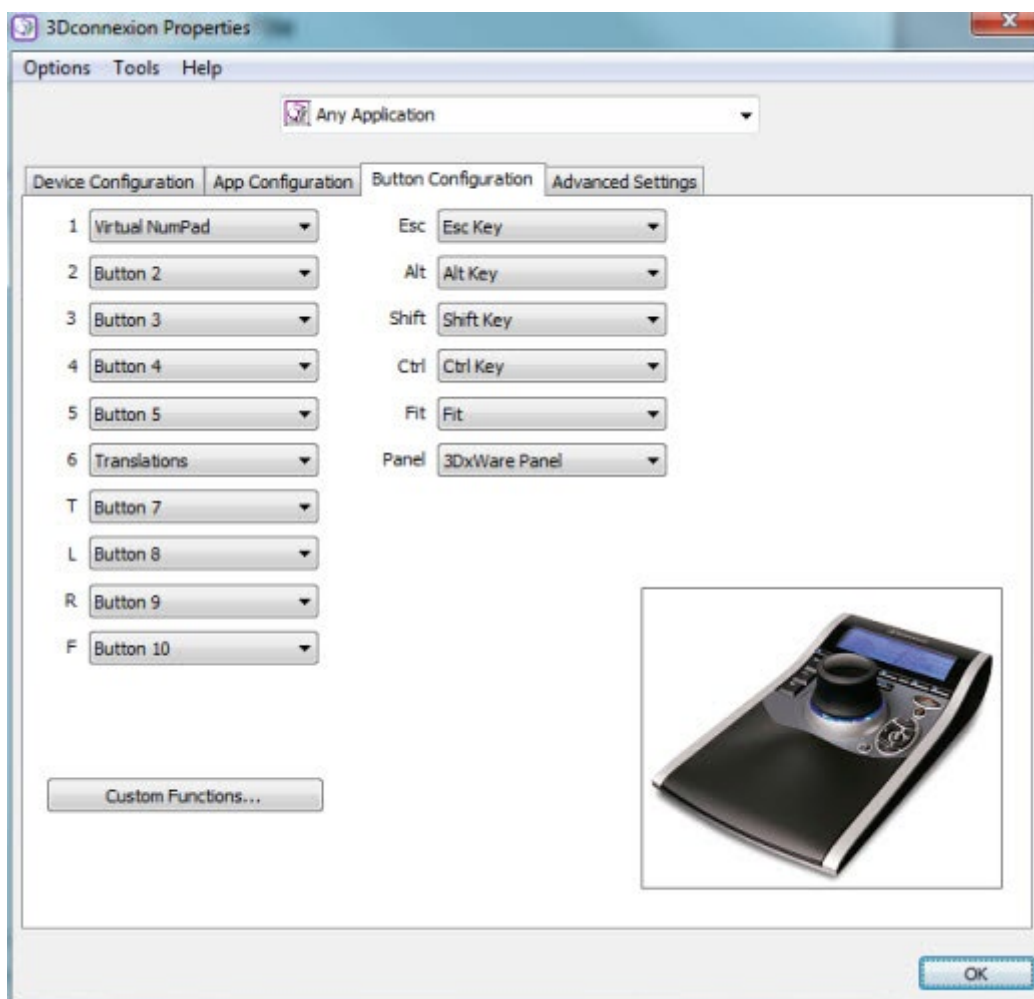 3Dconnexion Properties
Options Tools Help
Any Application
Device Configuration App Configuration Button Configuration Advanced Settings
1 Virtual NumPad Esc Esc Key
2 Button 2 Alt Alt Key
3 Button 3 Shift Shift Key
4 Button 4 Ctrl Ctrl Key
5 Button 5 Fit Fit
6 Translations Panel 3DxWare Panel
T Button 7
L Button 8
R Button 9
F Button 10
Custom Functions...
OK